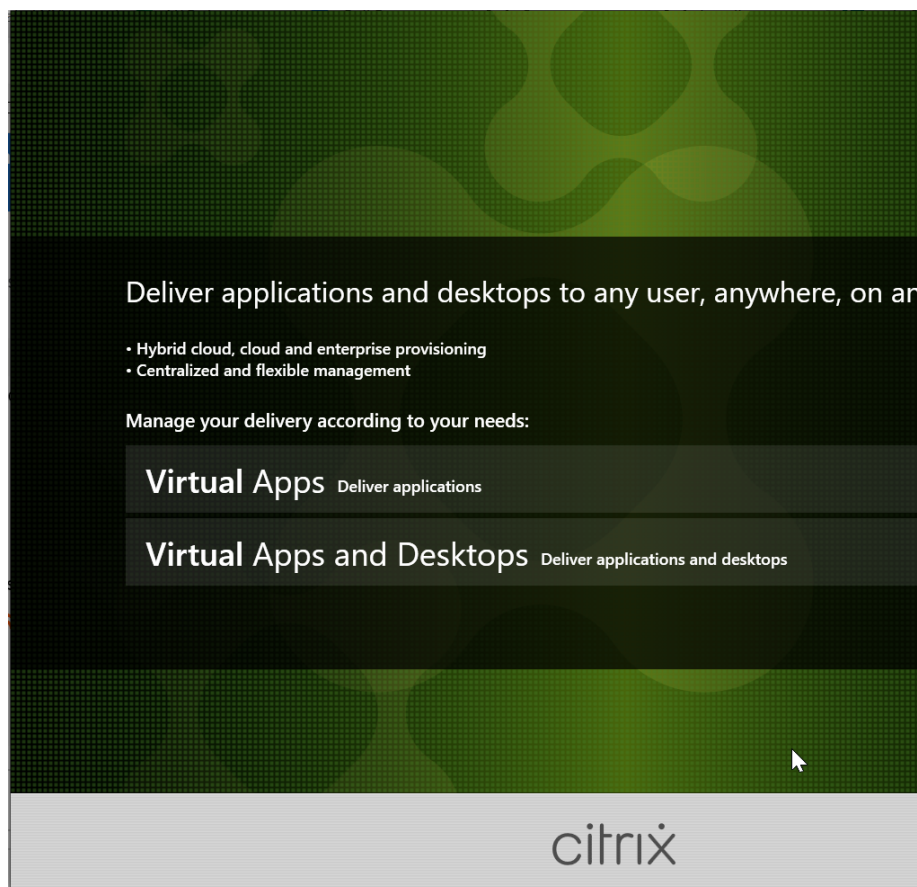 Deliver applications and desktops to any user, anywhere, on
• Hybrid cloud, cloud and enterprise provisioning
• Centralized and flexible management
Manage your delivery according to your needs:
Virtual Apps Deliver applications
Virtual Apps and Desktops Deliver applications and desktops
citrix